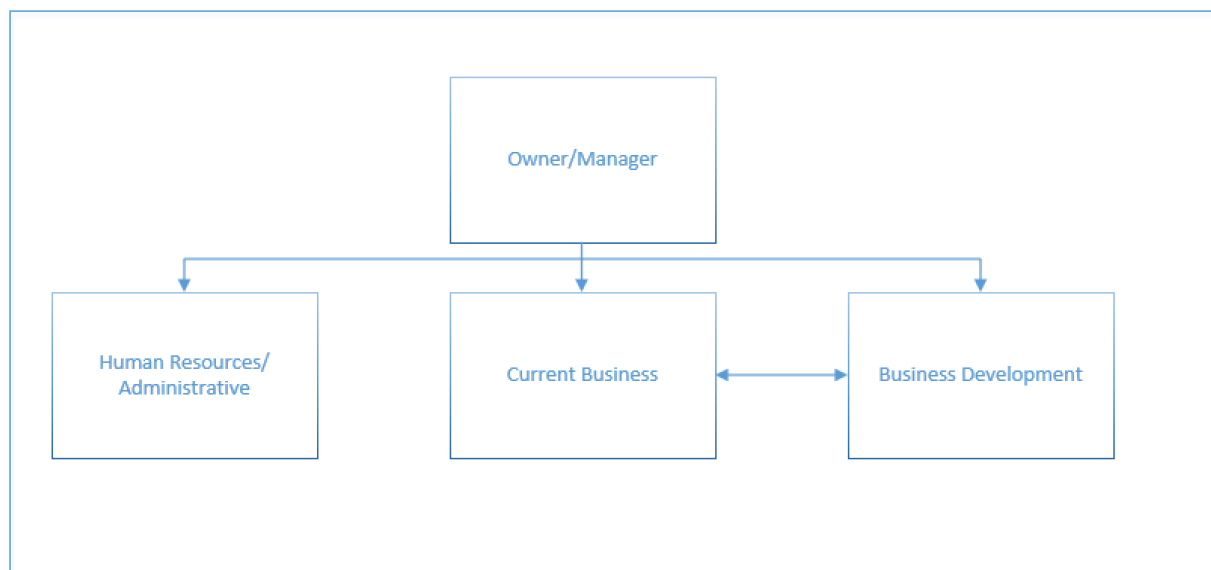 Owner/Manager
Human Resources/
Administrative
Current Business
Business Development